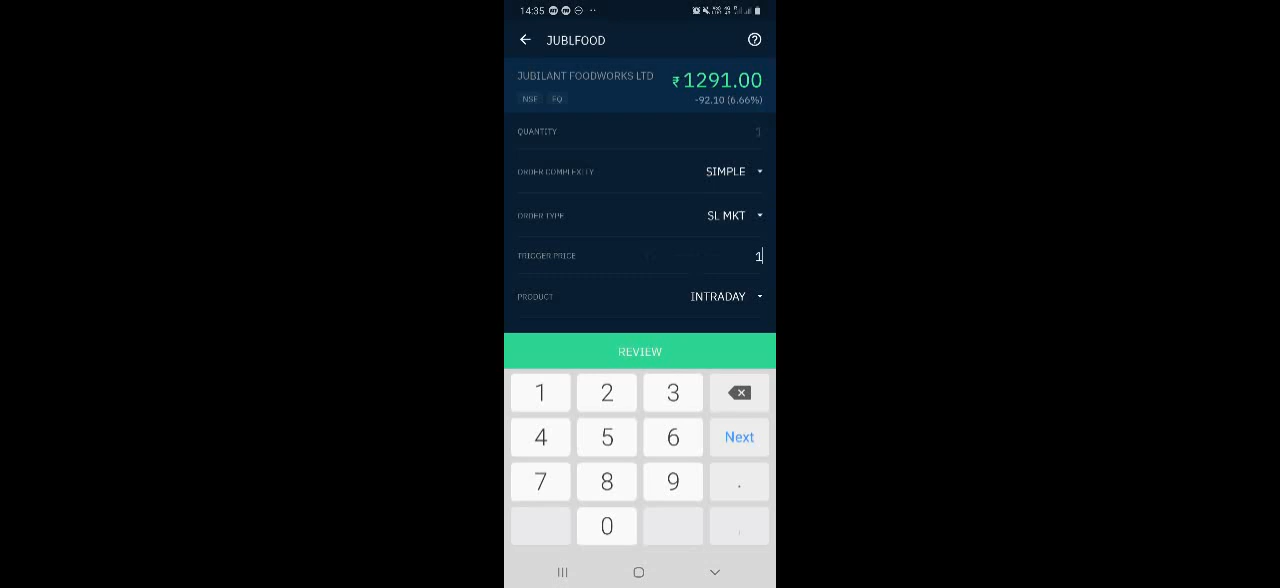 14:35
JUBLFOOD
JUBILANT FOODWORKS LTD
₹1291.00
NSE EQ
-92.10 (6.66%)
QUANTITY 1
ORDER COMPLEXITY SIMPLE
ORDER TYPE SL MKT
TRIGGER PRICE 1
PRODUCT INTRADAY
REVIEW
1 2 3
4 5 6 Next
7 8 9 .
0 ,